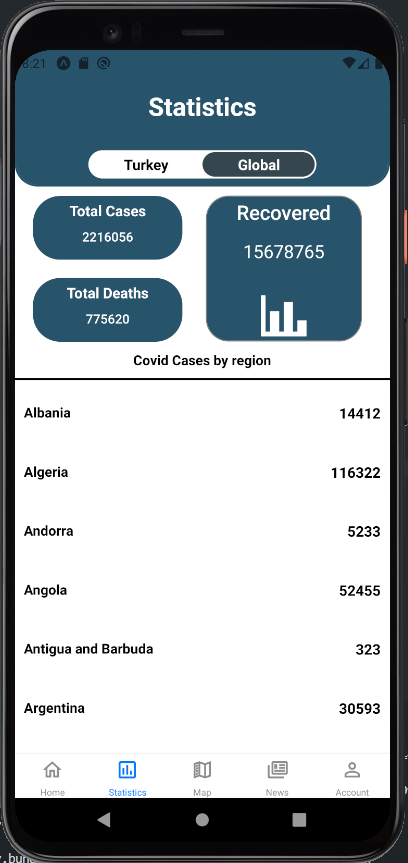 8:21
Statistics
Turkey Global
Total Cases
2216056
Recovered
15678765
Total Deaths
775620
Covid Cases by region
Albania 14412
Algeria 116322
Andorra 5233
Angola 52455
Antigua and Barbuda 323
Argentina 30593
Home Statistics Map News Account